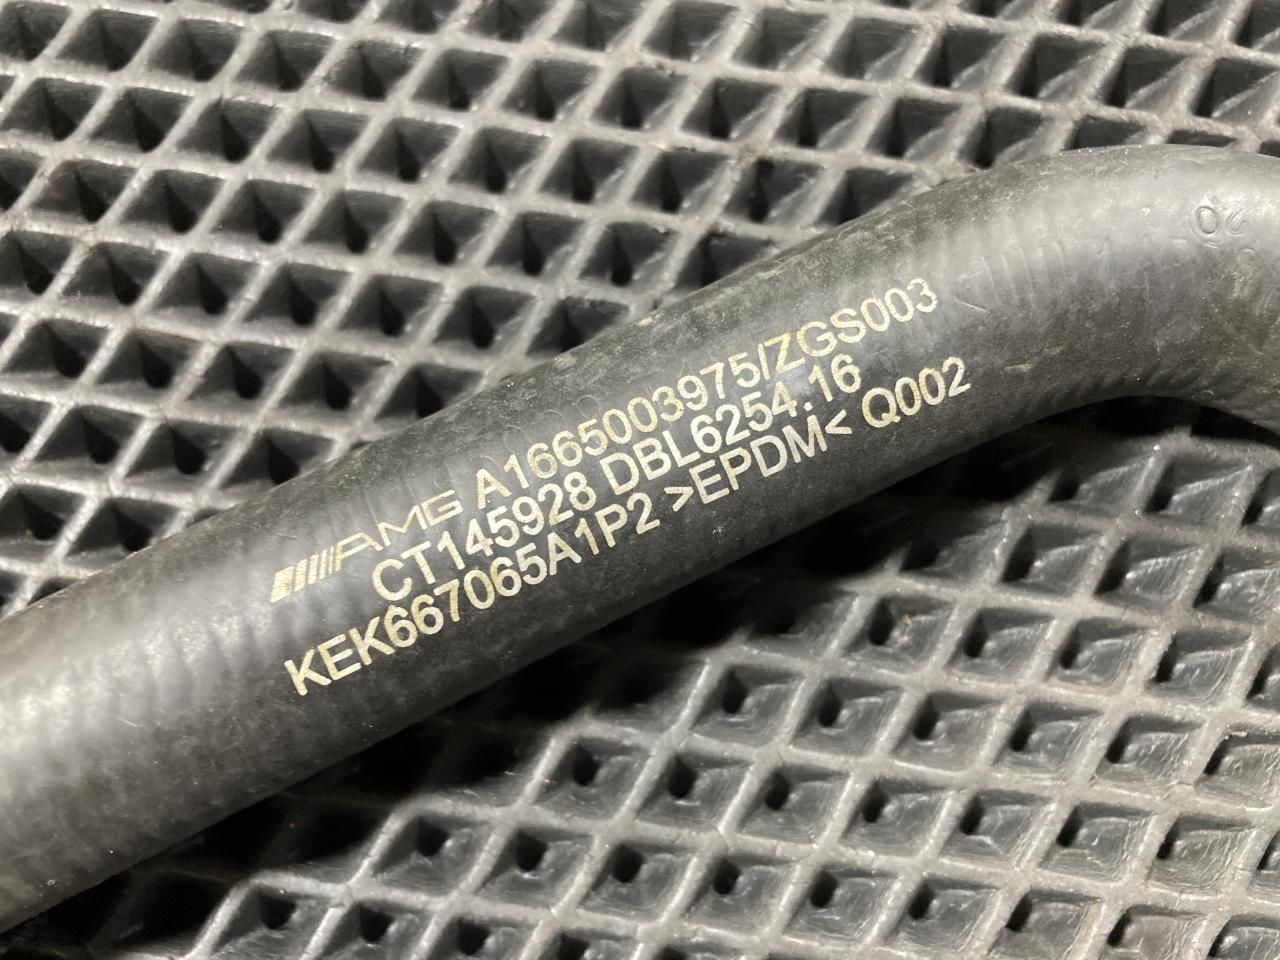 AMG A1665003975/ZGS003
CT145928 DBL6254.16
KEK667065A1P2 >EPDM< Q002